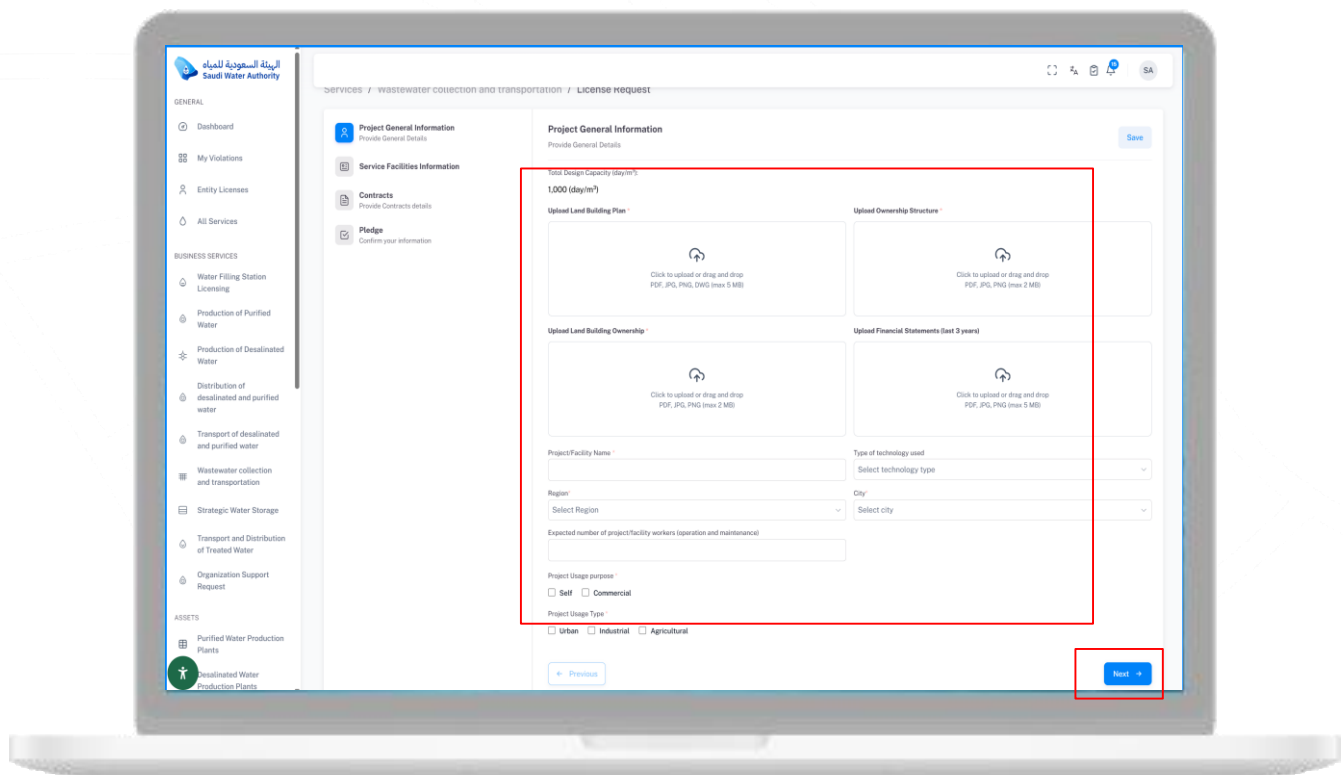 الهيئة السعودية للمياه
Saudi Water Authority
GENERAL
Dashboard
My Violations
Entity Licenses
All Services
BUSINESS SERVICES
Water Filling Station
Licensing
Production of Purified
Water
Production of Desalinated
Water
Distribution of
desalinated and purified
water
Transport of desalinated
and purified water
Wastewater collection
and transportation
Strategic Water Storage
Transport and Distribution
of Treated Water
Organization Support
Request
ASSETS
Purified Water Production
Plants
Desalinated Water
Production Plants
SA
Services / Wastewater collection and transportation / License Request
Project General Information
Provide General Details
Service Facilities Information
Contracts
Provide Contracts details
Pledge
Confirm your information
Project General Information
Provide General Details
Save
Total Design Capacity (day/m³):
1,000 (day/m³)
Upload Land Building Plan *
Click to upload or drag and drop
PDF, JPG, PNG, DWG (max 5 MB)
Upload Ownership Structure *
Click to upload or drag and drop
PDF, JPG, PNG (max 2 MB)
Upload Land Building Ownership *
Click to upload or drag and drop
PDF, JPG, PNG (max 2 MB)
Upload Financial Statements (last 3 years)
Click to upload or drag and drop
PDF, JPG, PNG (max 5 MB)
Project/Facility Name *
Type of technology used
Select technology type
Region *
Select Region
City *
Select city
Expected number of project/facility workers (operation and maintenance)
Project Usage purpose *
Self Commercial
Project Usage Type *
Urban Industrial Agricultural
← Previous
Next →